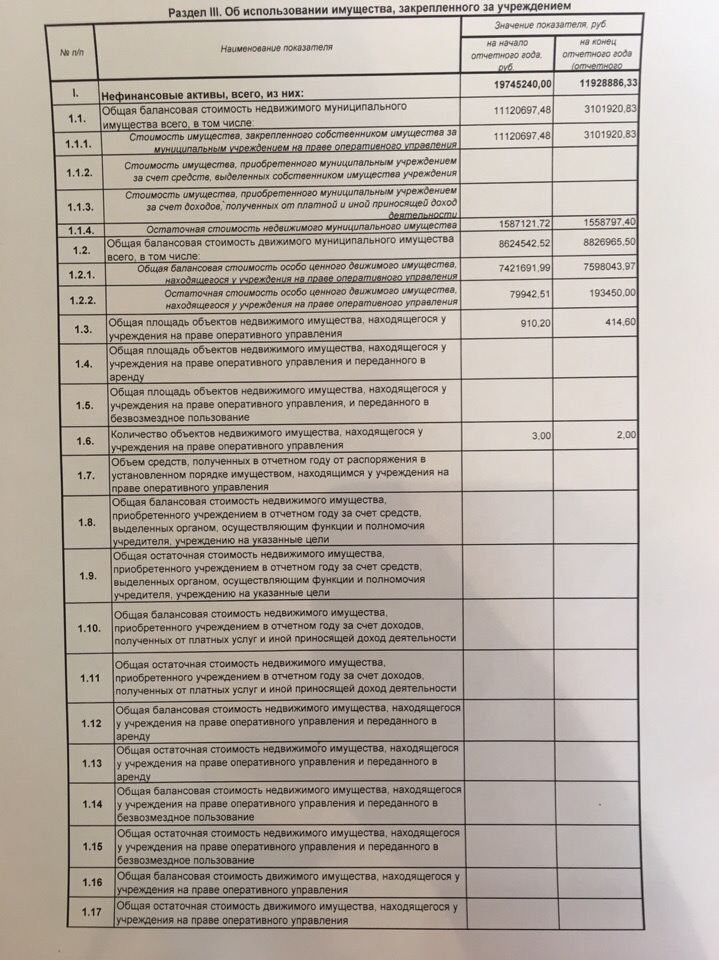 Раздел III. Об использовании имущества, закрепленного за учреждением
№ п/п
Наименование показателя
Значение показателя, руб.
на начало
отчетного года,
руб.
на конец
отчетного года
(отчетного
I.
Нефинансовые активы, всего, из них:
19745240,00
11928886,33
1.1.
Общая балансовая стоимость недвижимого муниципального
имущества всего, в том числе:
11120697,48
3101920,83
1.1.1.
Стоимость имущества, закрепленного собственником имущества за
муниципальным учреждением на праве оперативного управления
11120697,48
3101920,83
1.1.2.
Стоимость имущества, приобретенного муниципальным учреждением
за счет средств, выделенных собственником имущества учреждения
1.1.3.
Стоимость имущества, приобретенного муниципальным учреждением
за счет доходов, полученных от платной и иной приносящей доход
деятельности
1.1.4.
Остаточная стоимость недвижимого муниципального имущества
1587121,72
1558797,40
1.2.
Общая балансовая стоимость движимого муниципального имущества
всего, в том числе:
8624542,52
8826965,50
1.2.1.
Общая балансовая стоимость особо ценного движимого имущества,
находящегося у учреждения на праве оперативного управления
7421691,99
7598043,97
1.2.2.
Остаточная стоимость особо ценного движимого имущества,
находящегося у учреждения на праве оперативного управления
79942,51
193450,00
1.3.
Общая площадь объектов недвижимого имущества, находящегося у
учреждения на праве оперативного управления
910,20
414,60
1.4.
Общая площадь объектов недвижимого имущества, находящегося у
учреждения на праве оперативного управления и переданного в
аренду
1.5.
Общая площадь объектов недвижимого имущества, находящегося у
учреждения на праве оперативного управления, и переданного в
безвозмездное пользование
1.6.
Количество объектов недвижимого имущества, находящегося у
учреждения на праве оперативного управления
3,00
2,00
1.7.
Объем средств, полученных в отчетном году от распоряжения в
установленном порядке имуществом, находящимся у учреждения на
праве оперативного управления
1.8.
Общая балансовая стоимость недвижимого имущества,
приобретенного учреждением в отчетном году за счет средств,
выделенных органом, осуществляющим функции и полномочия
учредителя, учреждению на указанные цели
1.9.
Общая остаточная стоимость недвижимого имущества,
приобретенного учреждением в отчетном году за счет средств,
выделенных органом, осуществляющим функции и полномочия
учредителя, учреждению на указанные цели
1.10.
Общая балансовая стоимость недвижимого имущества,
приобретенного учреждением в отчетном году за счет доходов,
полученных от платных услуг и иной приносящей доход деятельности
1.11
Общая остаточная стоимость недвижимого имущества,
приобретенного учреждением в отчетном году за счет доходов,
полученных от платных услуг и иной приносящей доход деятельности
1.12
Общая балансовая стоимость недвижимого имущества, находящегося
у учреждения на праве оперативного управления и переданного в
аренду
1.13
Общая остаточная стоимость недвижимого имущества, находящегося
у учреждения на праве оперативного управления и переданного в
аренду
1.14
Общая балансовая стоимость недвижимого имущества, находящегося
у учреждения на праве оперативного управления и переданного в
безвозмездное пользование
1.15
Общая остаточная стоимость недвижимого имущества, находящегося
у учреждения на праве оперативного управления и переданного в
безвозмездное пользование
1.16
Общая балансовая стоимость движимого имущества, находящегося у
учреждения на праве оперативного управления
1.17
Общая остаточная стоимость движимого имущества, находящегося у
учреждения на праве оперативного управления